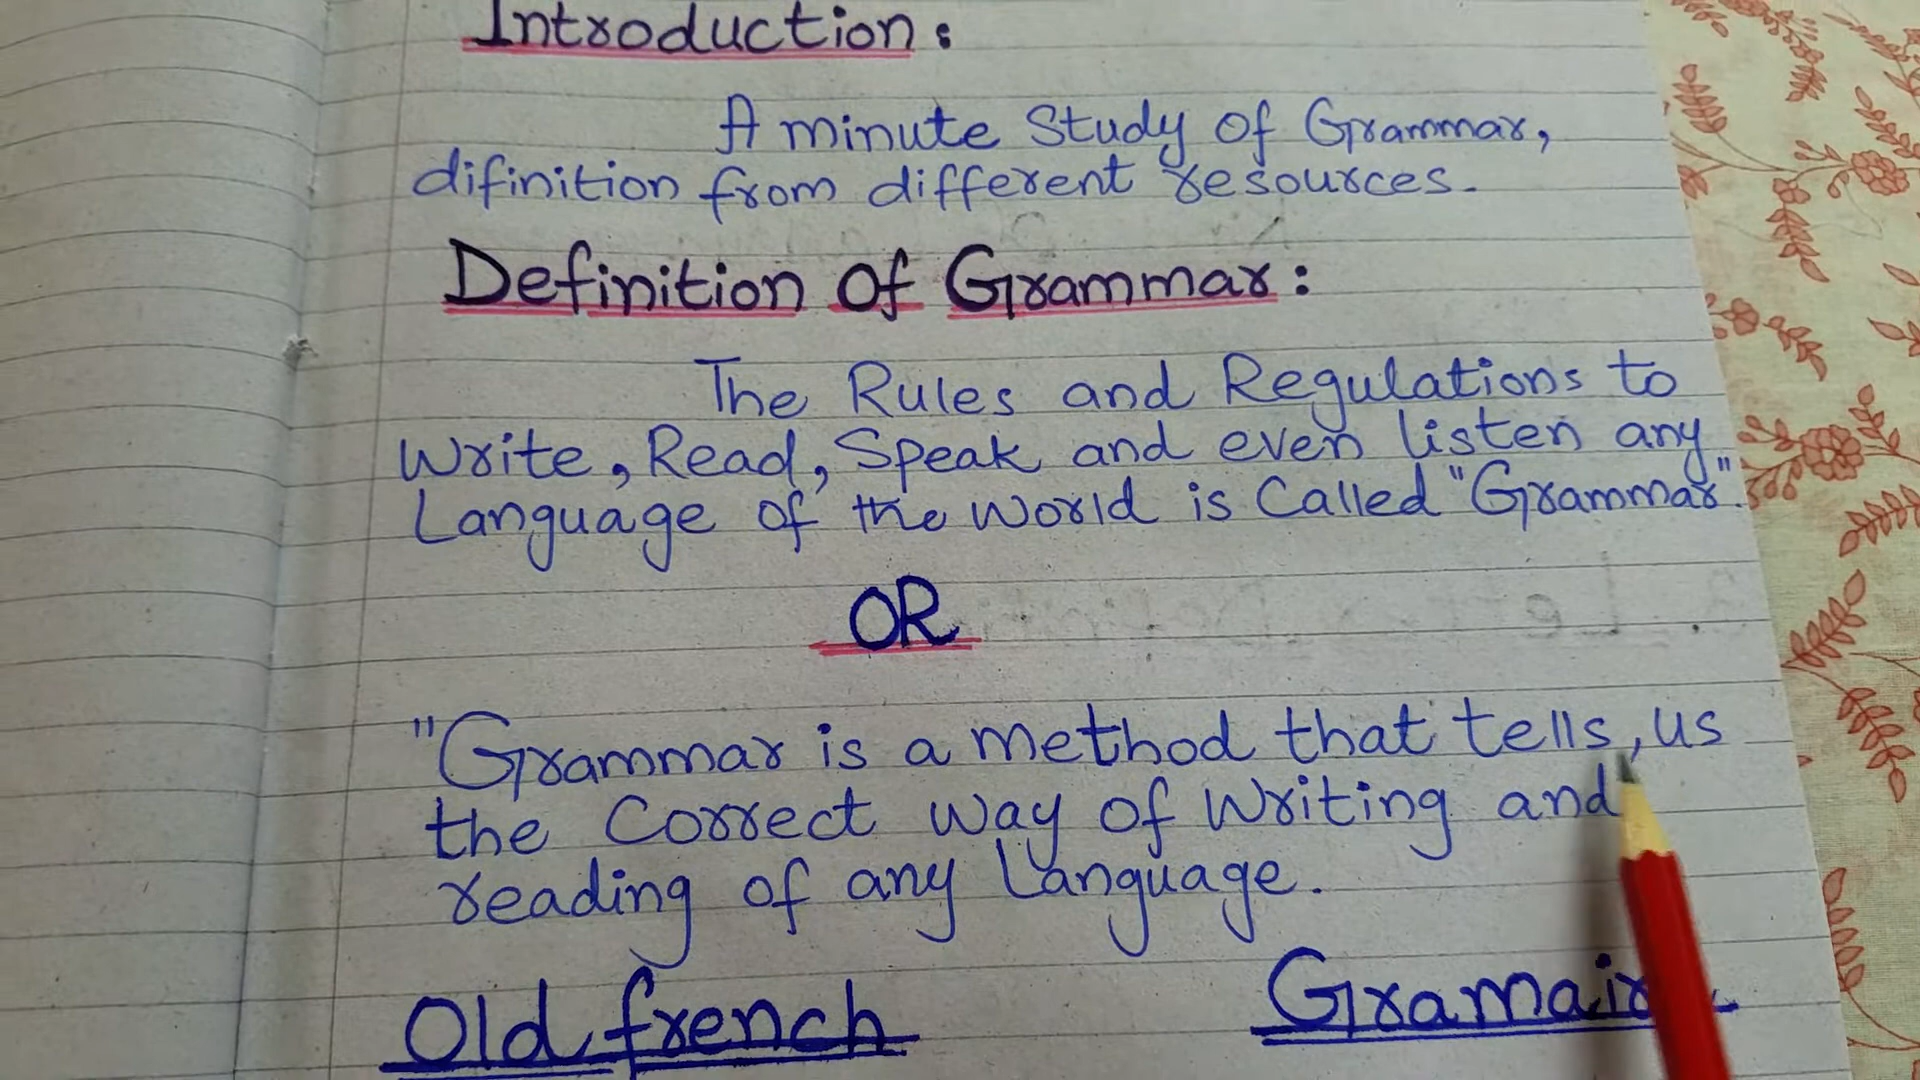 Introduction:
A minute Study of Grammar,
difinition from different resources.
Definition of Grammar:
The Rules and Regulations to
Write, Read, Speak and even listen any
Language of the World is Called "Grammar".
OR
"Grammar is a method that tells, us
the Correct way of Writing and
reading of any Language.
Old french Gramair